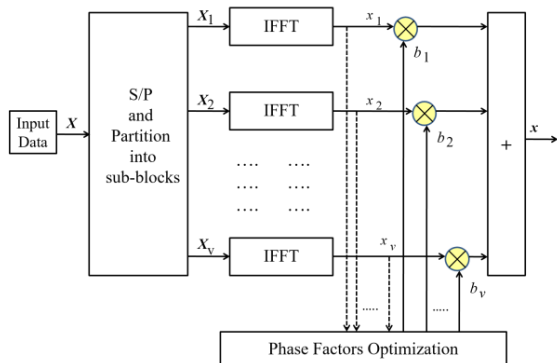 X₁
IFFT
x₁
b₁
S/P
and
Partition
into
sub-blocks
Input
Data
X
X₂
IFFT
x₂
b₂
+
x
.... ....
.... ....
.... ....
Xᵥ
IFFT
xᵥ
bᵥ
..... .....
Phase Factors Optimization